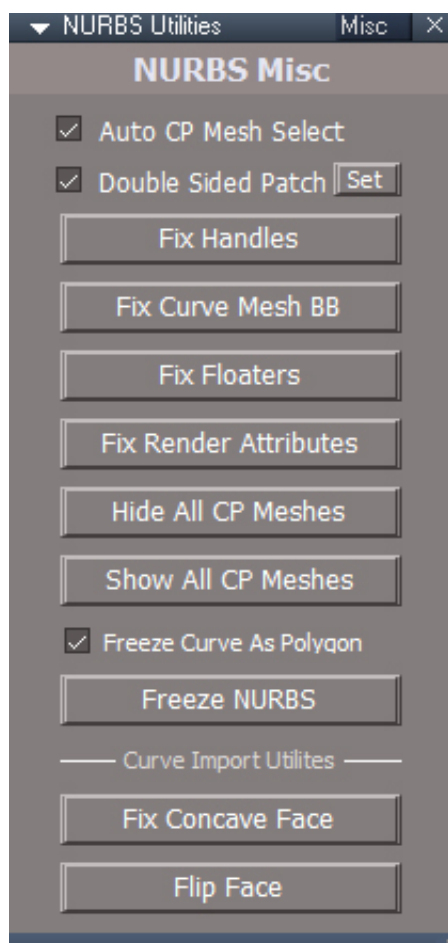 NURBS Utilities Misc
NURBS Misc
Auto CP Mesh Select
Double Sided Patch Set
Fix Handles
Fix Curve Mesh BB
Fix Floaters
Fix Render Attributes
Hide All CP Meshes
Show All CP Meshes
Freeze Curve As Polygon
Freeze NURBS
Curve Import Utilites
Fix Concave Face
Flip Face